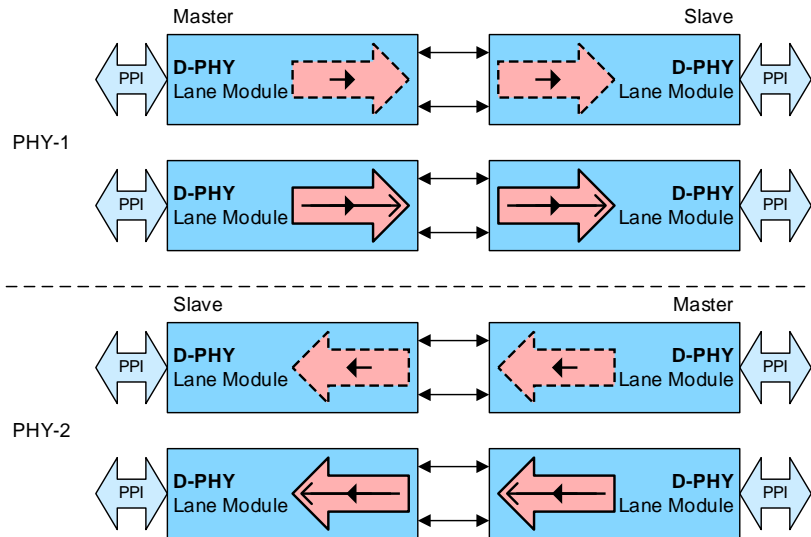 Master Slave
PPI D-PHY Lane Module D-PHY Lane Module PPI
PHY-1
PPI D-PHY Lane Module D-PHY Lane Module PPI
Slave Master
PPI D-PHY Lane Module D-PHY Lane Module PPI
PHY-2
PPI D-PHY Lane Module D-PHY Lane Module PPI